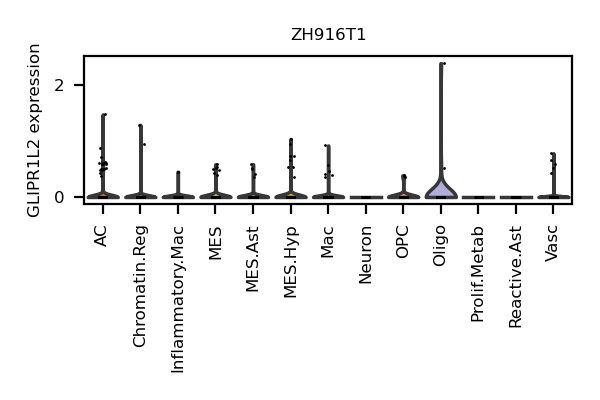 ZH916T1
GLIPR1L2 expression
2
0
AC
Chromatin.Reg
Inflammatory.Mac
MES
MES.Ast
MES.Hyp
Mac
Neuron
OPC
Oligo
Prolif.Metab
Reactive.Ast
Vasc